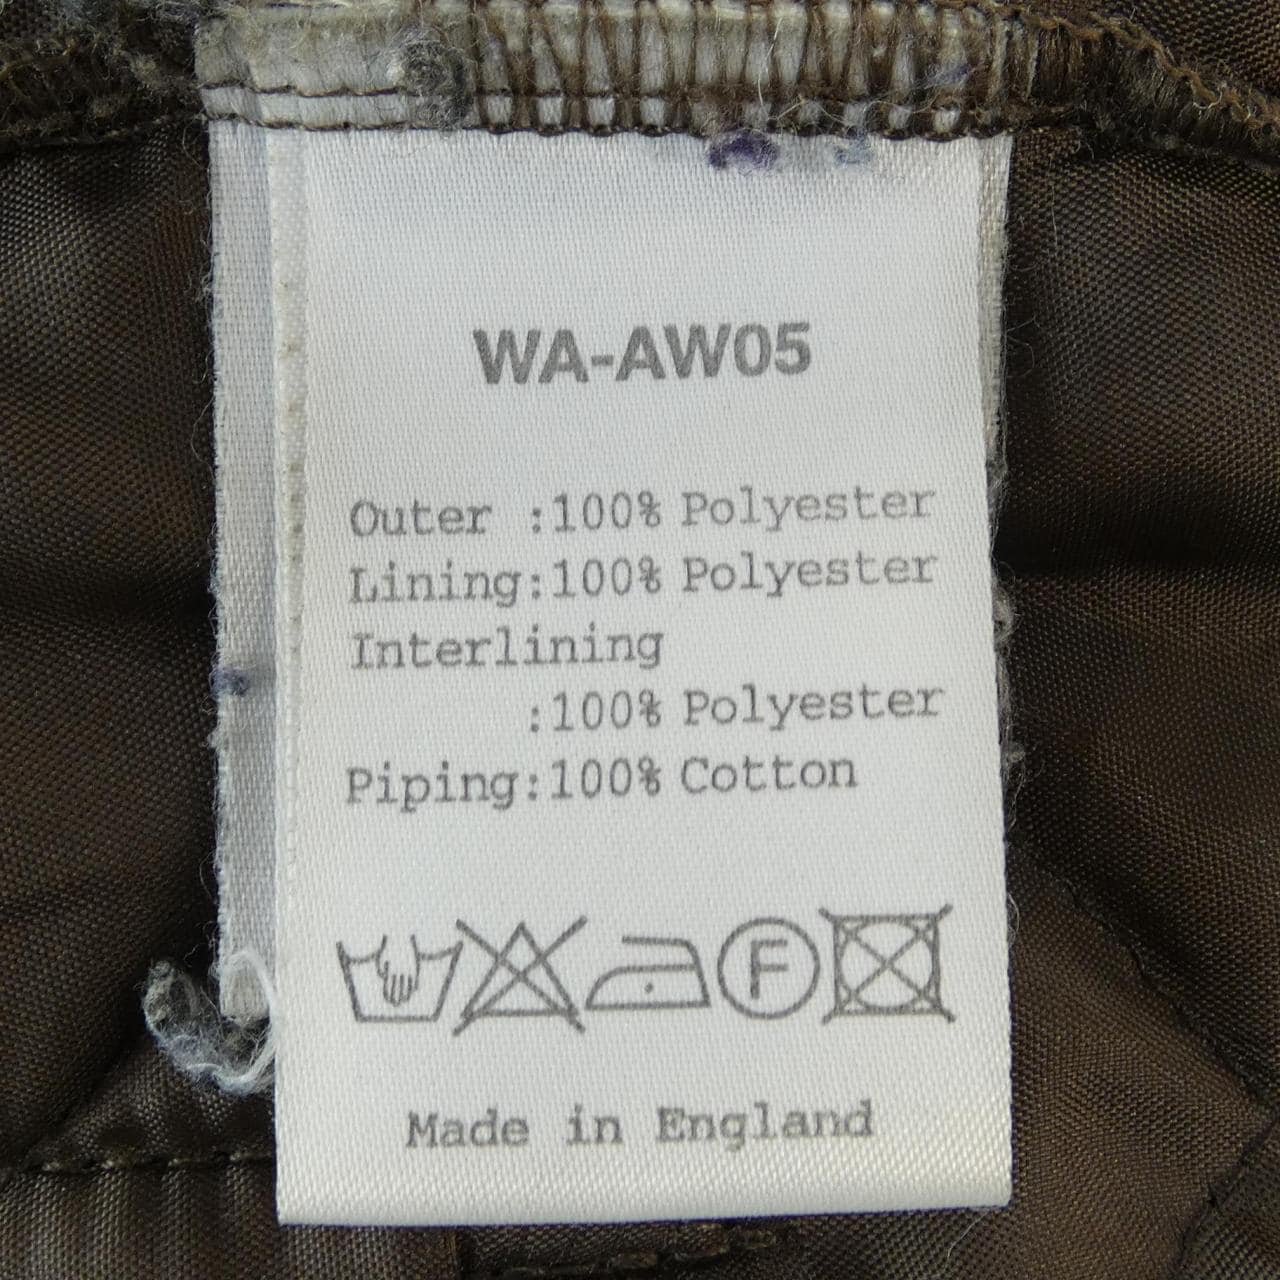 WA-AW05
Outer :100% Polyester
Lining:100% Polyester
Interlining
:100% Polyester
Piping:100% Cotton
F
Made in England